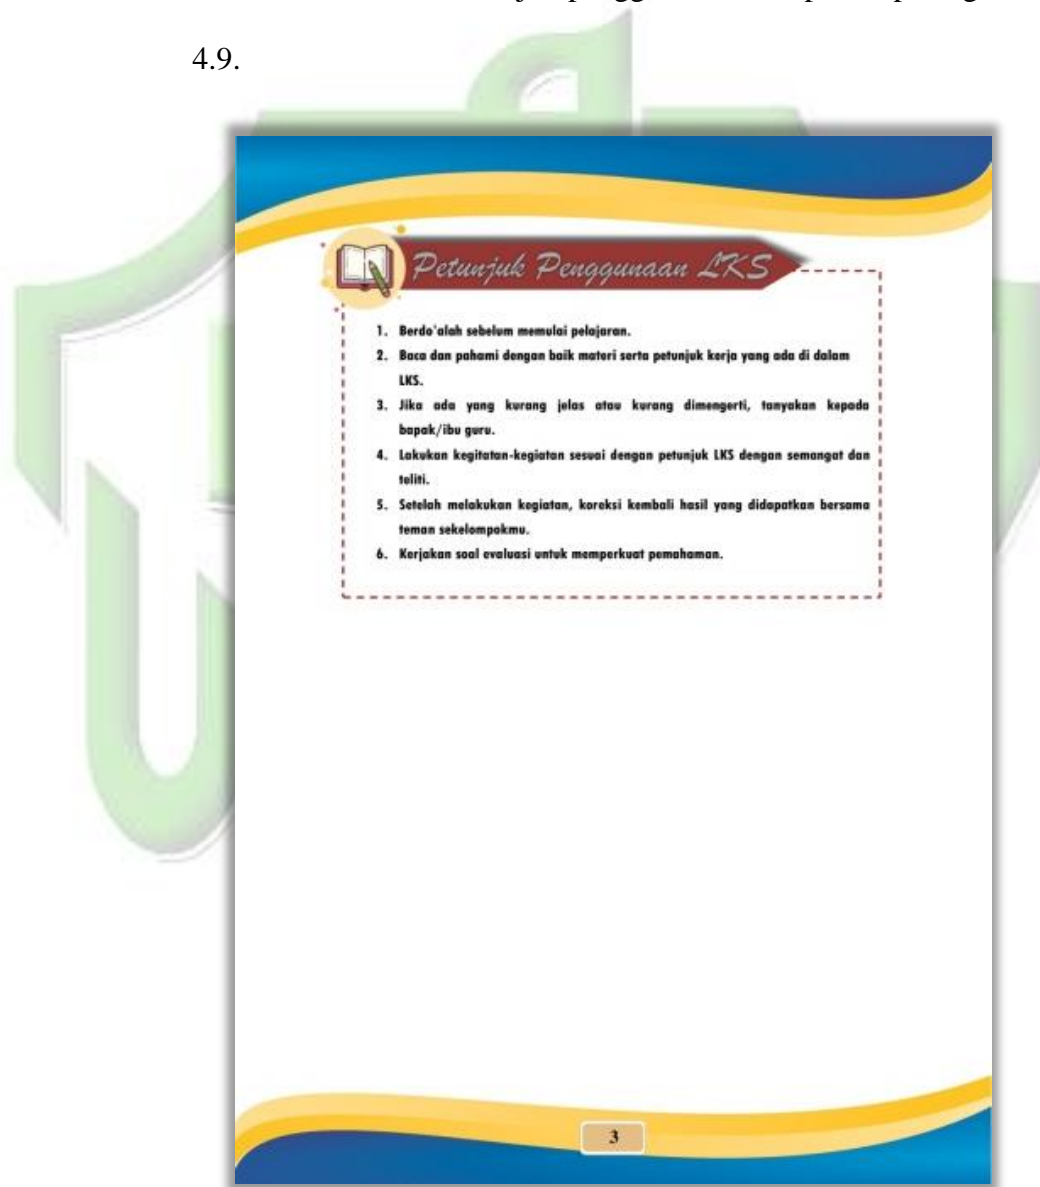 4.9.
Petunjuk Penggunaan LKS
1. Berdo'alah sebelum memulai pelajaran.
2. Baca dan pahami dengan baik materi serta petunjuk kerja yang ada di dalam
LKS.
3. Jika ada yang kurang jelas atau kurang dimengerti, tanyakan kepada
bapak/ibu guru.
4. Lakukan kegitatan-kegiatan sesuai dengan petunjuk LKS dengan semangat dan
teliti.
5. Setelah melakukan kegiatan, koreksi kembali hasil yang didapatkan bersama
teman sekelompokmu.
6. Kerjakan soal evaluasi untuk memperkuat pemahaman.
3